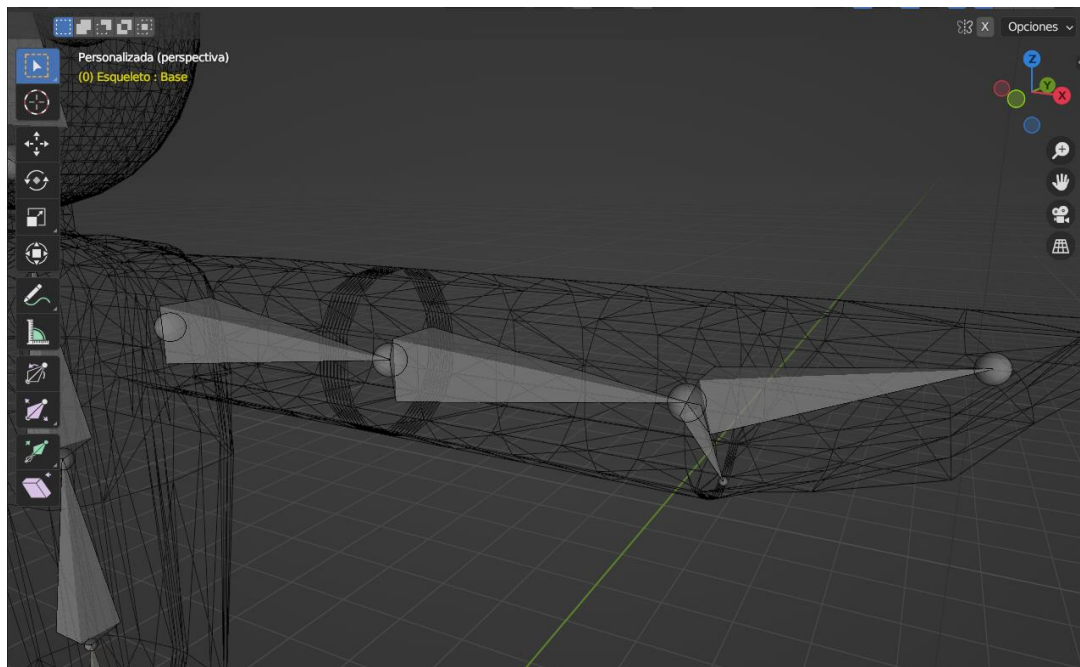 X Opciones
Personalizada (perspectiva)
(0) Esqueleto : Base
Z
Y
X